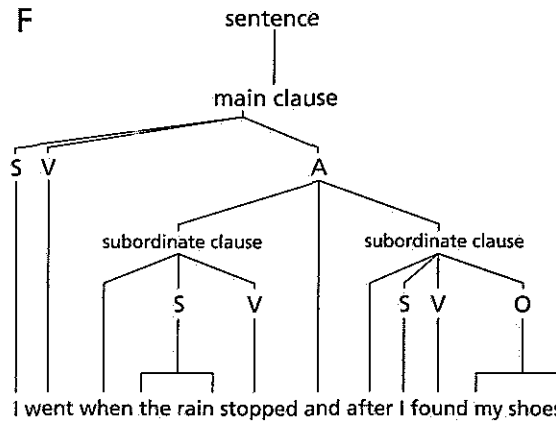 F
sentence
main clause
S V A
subordinate clause subordinate clause
S V S V O
I went when the rain stopped and after I found my shoes